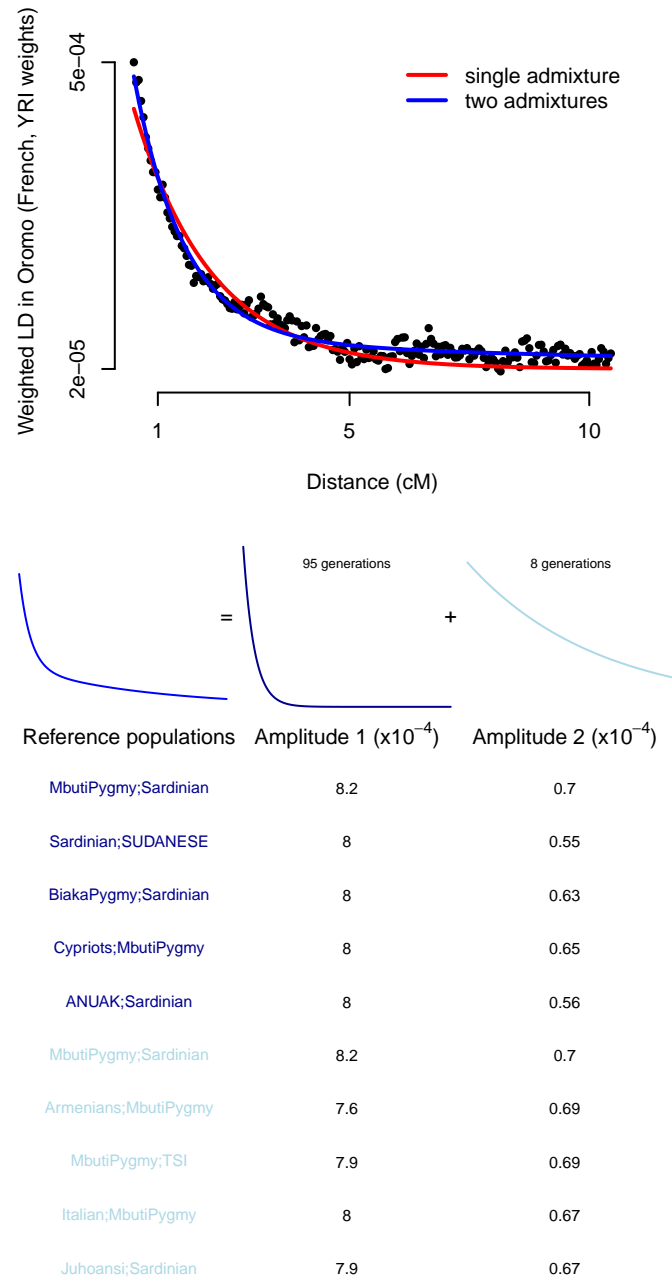 Weighted LD in Oromo (French, YRI weights)
5e−04
2e−05
single admixture
two admixtures
1 5 10
Distance (cM)
= 95 generations + 8 generations
Reference populations Amplitude 1 (x10⁻⁴) Amplitude 2 (x10⁻⁴)
MbutiPygmy;Sardinian 8.2 0.7
Sardinian;SUDANESE 8 0.55
BiakaPygmy;Sardinian 8 0.63
Cypriots;MbutiPygmy 8 0.65
ANUAK;Sardinian 8 0.56
MbutiPygmy;Sardinian 8.2 0.7
Armenians;MbutiPygmy 7.6 0.69
MbutiPygmy;TSI 7.9 0.69
Italian;MbutiPygmy 8 0.67
Juhoansi;Sardinian 7.9 0.67